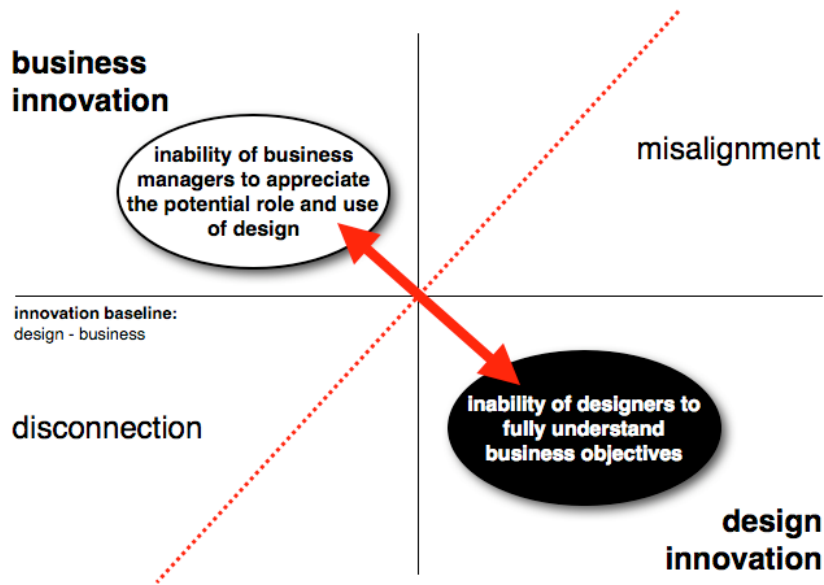 business
innovation
inability of business
managers to appreciate
the potential role and use
of design
misalignment
innovation baseline:
design - business
disconnection
inability of designers to
fully understand
business objectives
design
innovation